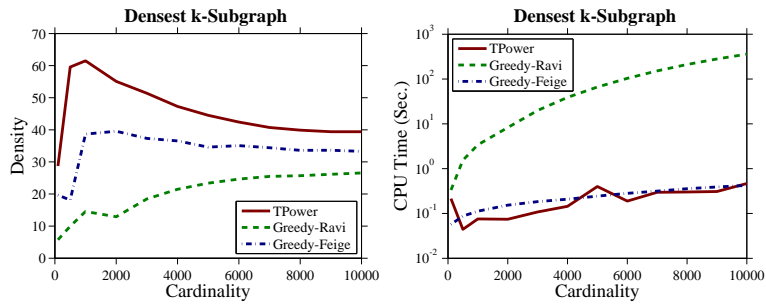 Densest k-Subgraph
Density
70
60
50
40
30
20
10
0
0
2000
4000
6000
8000
10000
Cardinality
TPower
Greedy-Ravi
Greedy-Feige
Densest k-Subgraph
CPU Time (Sec.)
10^3
10^2
10^1
10^0
10^-1
10^-2
0
2000
4000
6000
8000
10000
Cardinality
TPower
Greedy-Ravi
Greedy-Feige